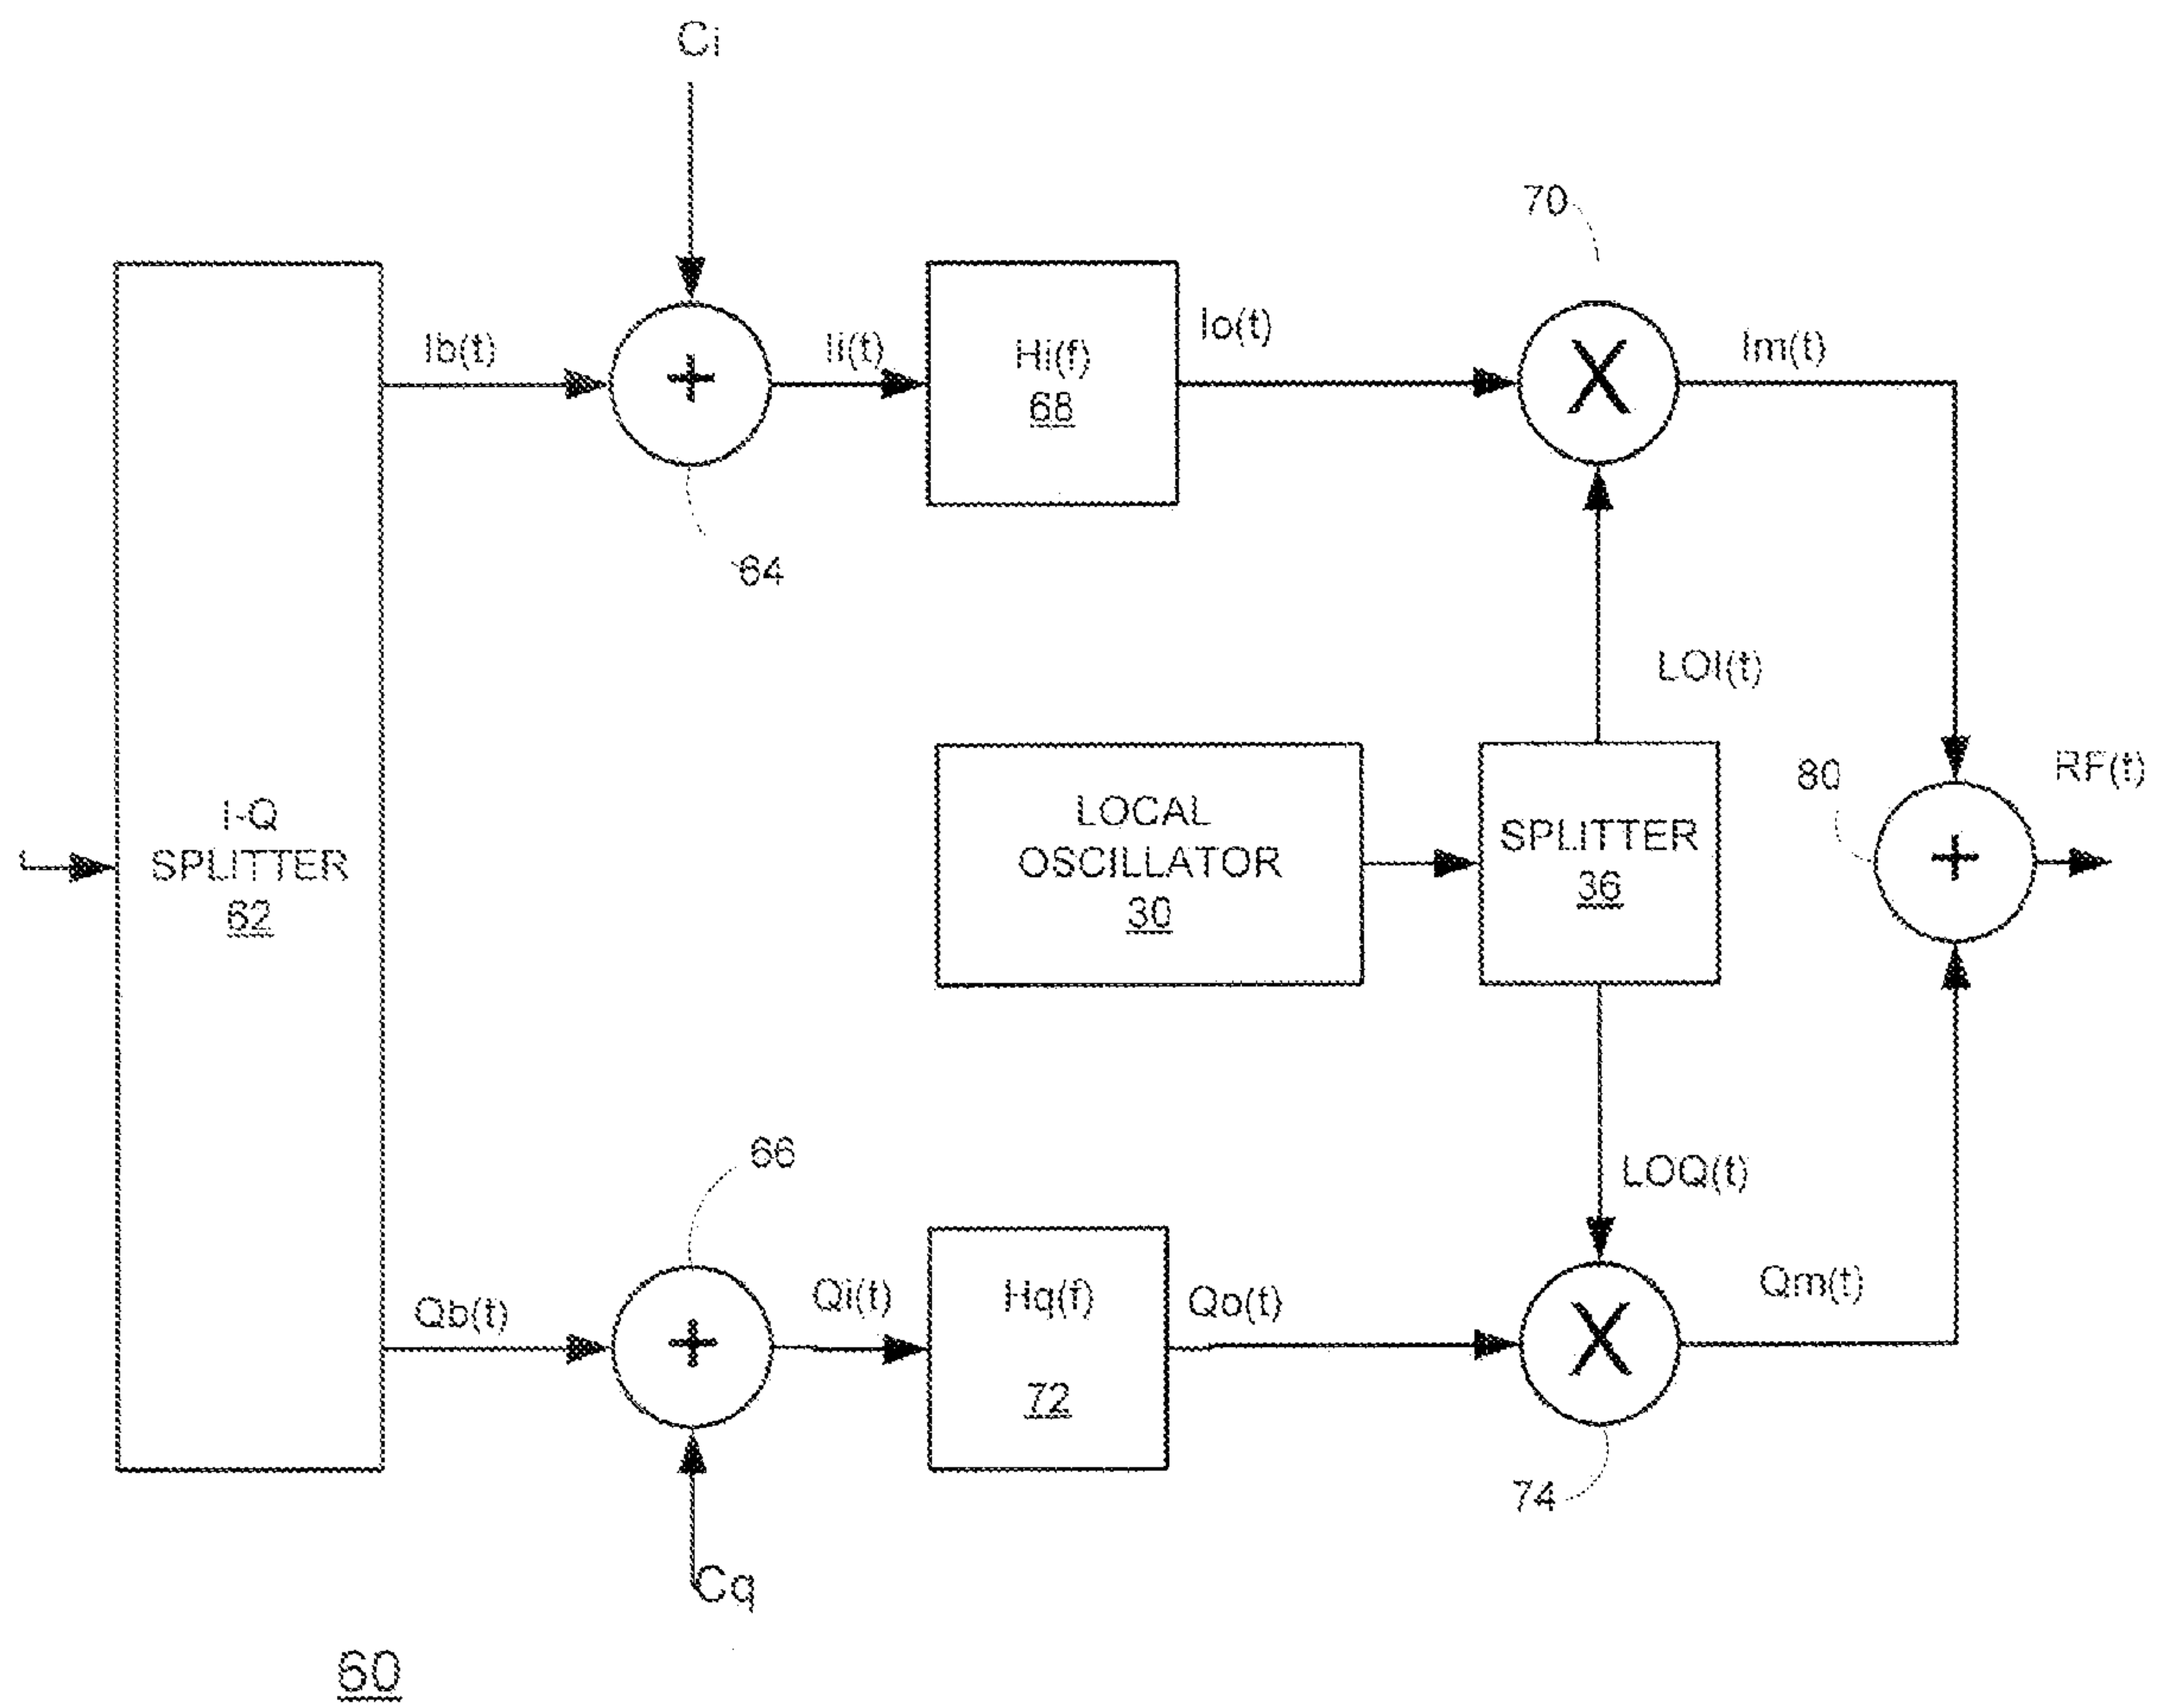 Ci
70
Ib(t)
Ii(t)
Hi(f)
68
Io(t)
Im(t)
64
LOI(t)
I-Q
SPLITTER
62
LOCAL
OSCILLATOR
30
SPLITTER
36
80
RF(t)
66
LOQ(t)
Qb(t)
Qi(t)
Hq(f)
72
Qo(t)
Qm(t)
74
Cq
60